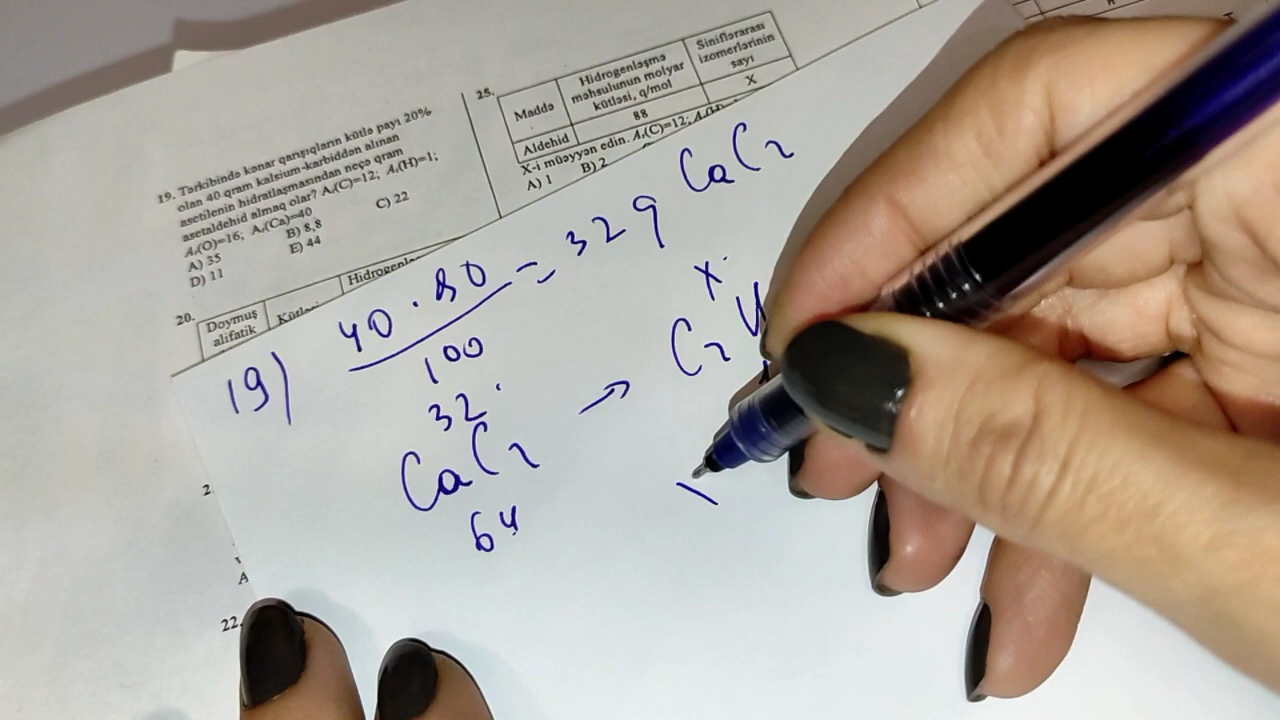 19. Tərkibində kənar qarışıqların kütlə payı 20%
olan 40 qram kalsium-karbiddən alınan
asetilenin hidratlaşmasından neçə qram
asetaldehid almaq olar? Aᵣ(C)=12; Aᵣ(H)=1;
Aᵣ(O)=16; Aᵣ(Ca)=40
A) 35 B) 8,8 C) 22
D) 11 E) 44
20.
Doymuş
alifatik
Hidrogenlə
25.
Maddə
Hidrogenləşmə
məhsulunun molyar
kütləsi, q/mol
Siniflərarası
izomerlərinin
sayı
Aldehid 88 X
X-i müəyyən edin. Aᵣ(C)=12;
A) 1 B) 2
22.
19) 40 · 80 = 32 q CaC2
100
32 x
CaC2 → C2H
64